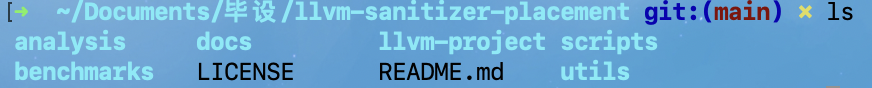 [➜  ~/Documents/毕设/llvm-sanitizer-placement git:(main) ✗ ls
analysis    docs        llvm-project scripts
benchmarks  LICENSE     README.md    utils